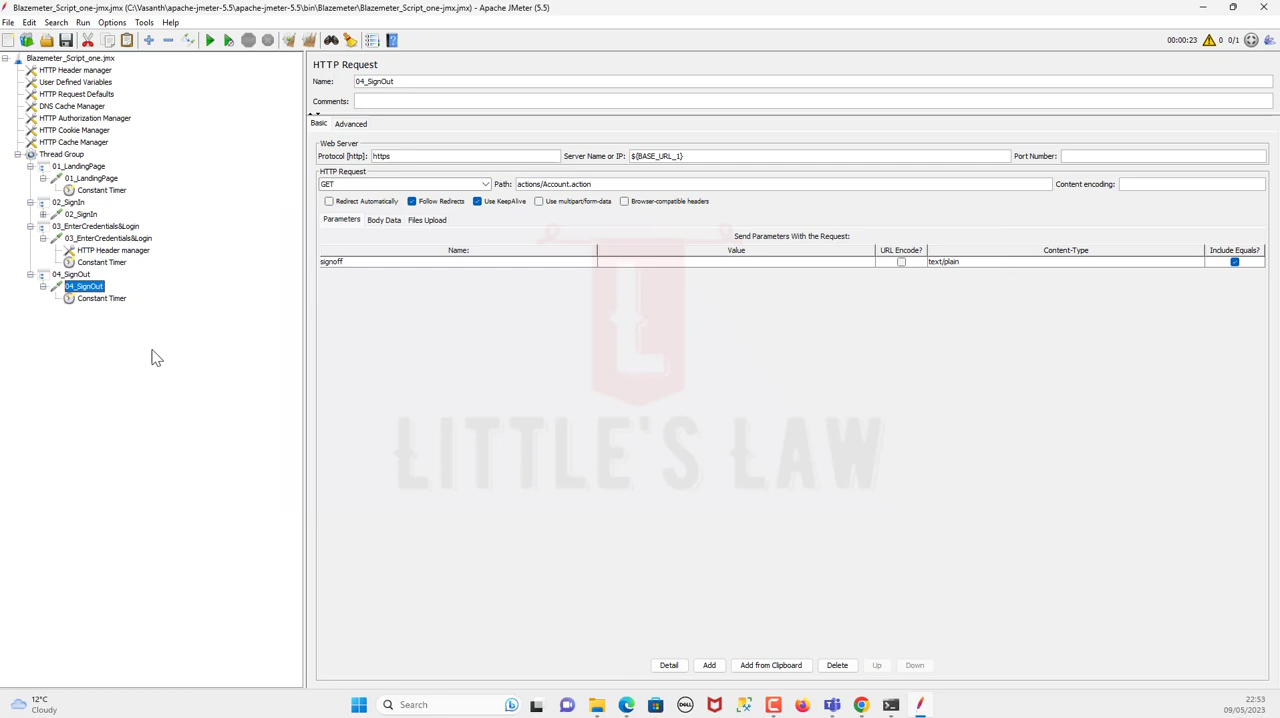 Blazemeter_Script_one-jmx.jmx) (C:\Vasanth\apache-jmeter-5.5\apache-jmeter-5.5\bin\Blazemeter\Blazemeter_Script_one-jmx.jmx) - Apache JMeter (5.5)
File Edit Search Run Options Tools Help
00:00:23 0 0/1
Blazemeter_Script_one.jmx
HTTP Header manager
User Defined Variables
HTTP Request Defaults
DNS Cache Manager
HTTP Authorization Manager
HTTP Cookie Manager
HTTP Cache Manager
Thread Group
01_LandingPage
01_LandingPage
Constant Timer
02_SignIn
02_SignIn
03_EnterCredentials&Login
03_EnterCredentials&Login
HTTP Header manager
Constant Timer
04_SignOut
04_SignOut
Constant Timer
HTTP Request
Name: 04_SignOut
Comments:
Basic Advanced
Web Server
Protocol [http]: https Server Name or IP: ${BASE_URL_1} Port Number:
HTTP Request
GET Path: actions/Account.action Content encoding:
Redirect Automatically Follow Redirects Use KeepAlive Use multipart/form-data Browser-compatible headers
Parameters Body Data Files Upload
Send Parameters With the Request:
Name: Value URL Encode? Content-Type Include Equals?
signoff text/plain
L
LITTLE'S LAW
Detail Add Add from Clipboard Delete Up Down
12°C
Cloudy
Search
DELL
22:53
09/05/2023